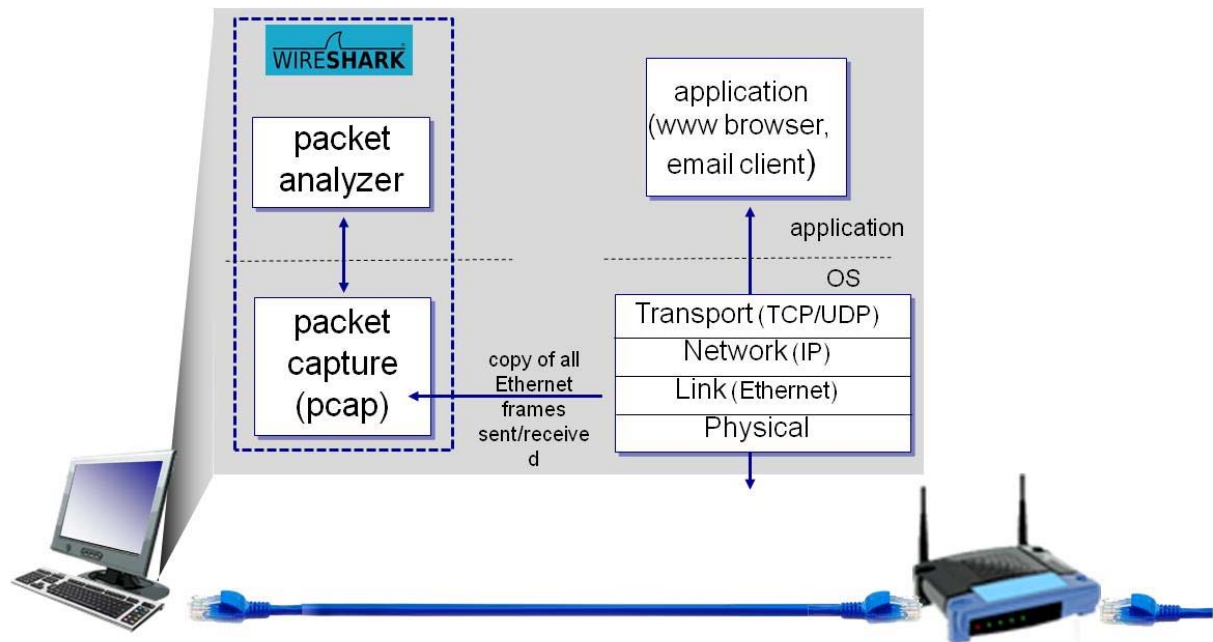 WIRESHARK
packet
analyzer
packet
capture
(pcap)
copy of all
Ethernet
frames
sent/receive
d
application
(www browser,
email client)
application
OS
Transport (TCP/UDP)
Network (IP)
Link (Ethernet)
Physical